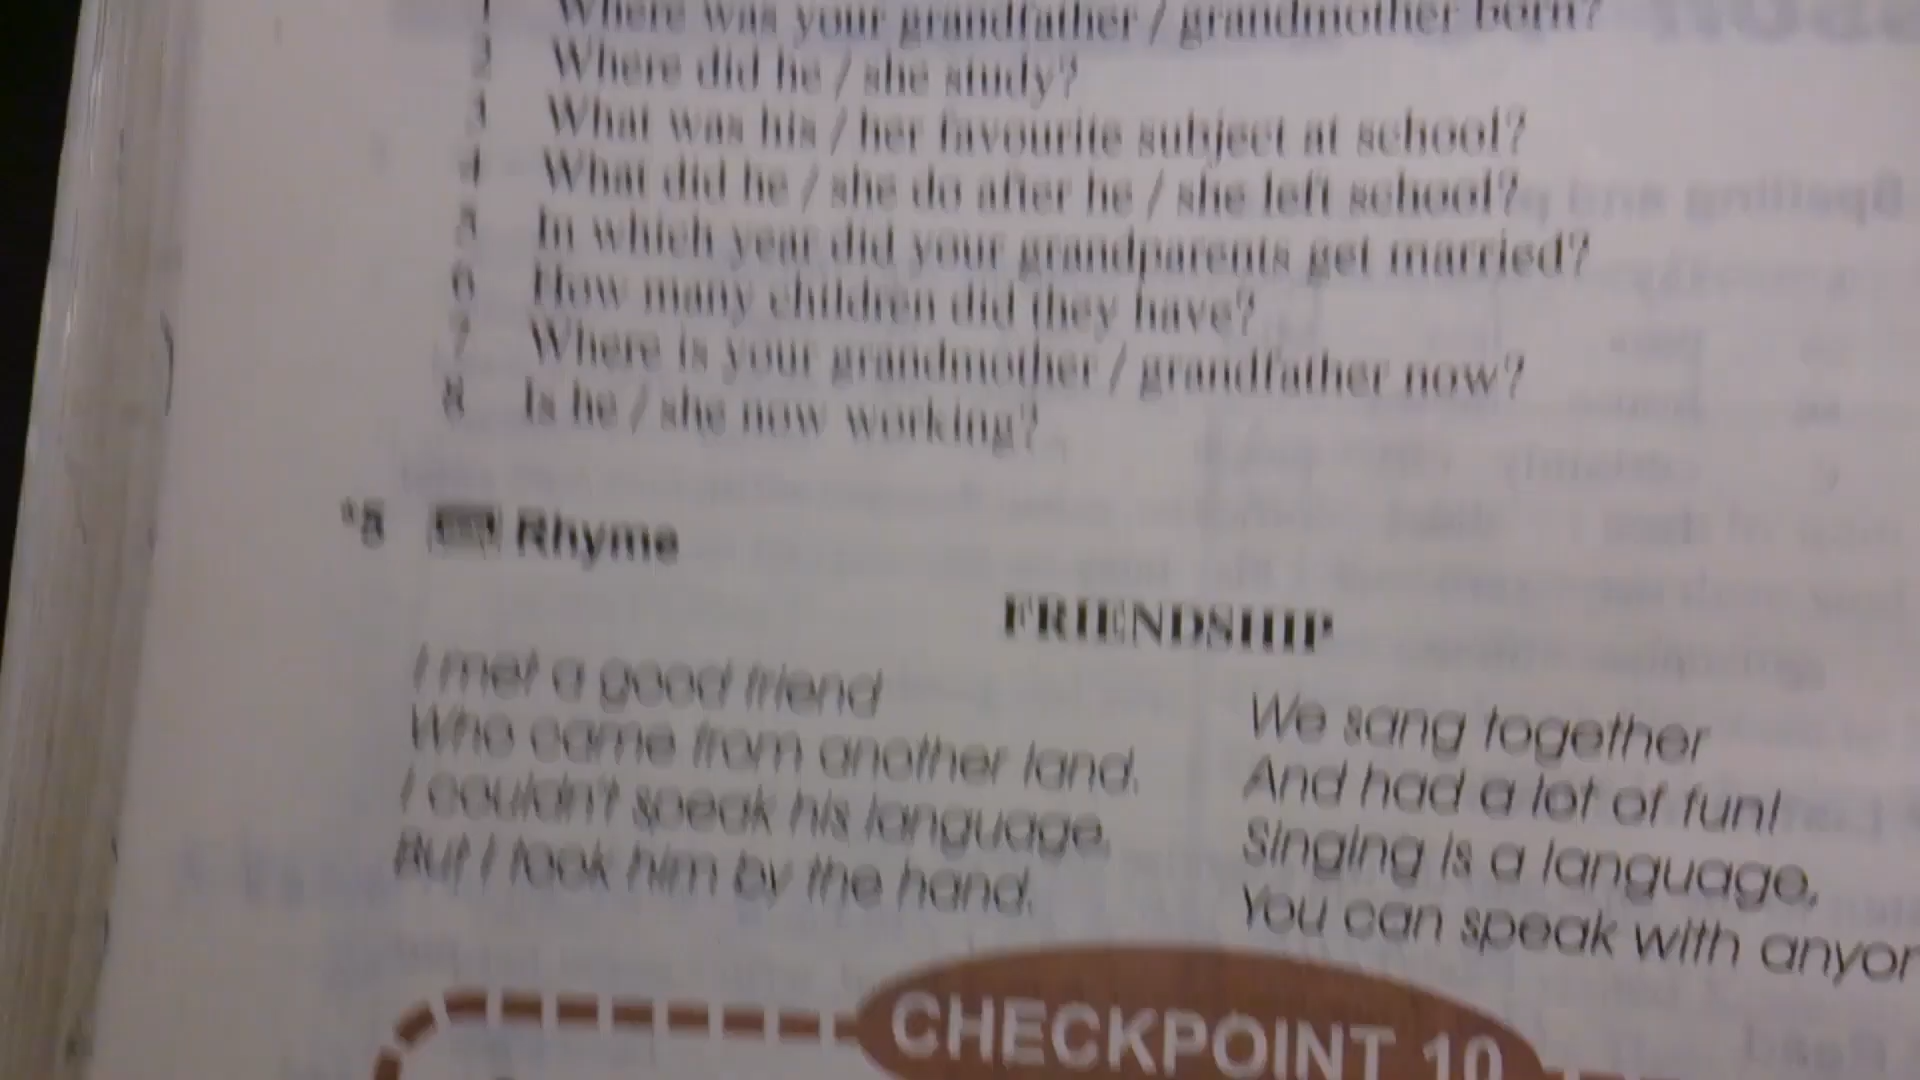 1 Where was your grandfather / grandmother born?
2 Where did he / she study?
3 What was his / her favourite subject at school?
4 What did he / she do after he / she left school?
5 In which year did your grandparents get married?
6 How many children did they have?
7 Where is your grandmother / grandfather now?
8 Is he / she now working?
*5 Rhyme
FRIENDSHIP
I met a good friend
Who came from another land.
I couldn't speak his language,
But I took him by the hand.
We sang together
And had a lot of fun!
Singing is a language,
You can speak with
CHECKPOINT 10